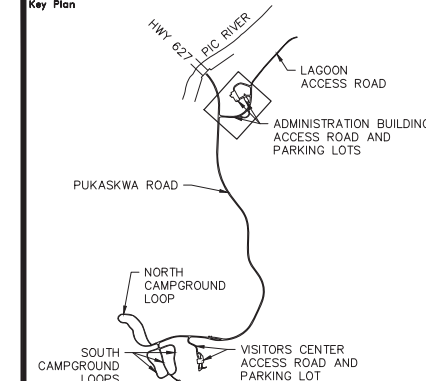 Key Plan
HWY 627
PIC RIVER
LAGOON
ACCESS ROAD
ADMINISTRATION BUILDING
ACCESS ROAD AND
PARKING LOTS
PUKASKWA ROAD
NORTH
CAMPGROUND
LOOP
SOUTH
CAMPGROUND
LOOPS
VISITORS CENTER
ACCESS ROAD AND
PARKING LOT